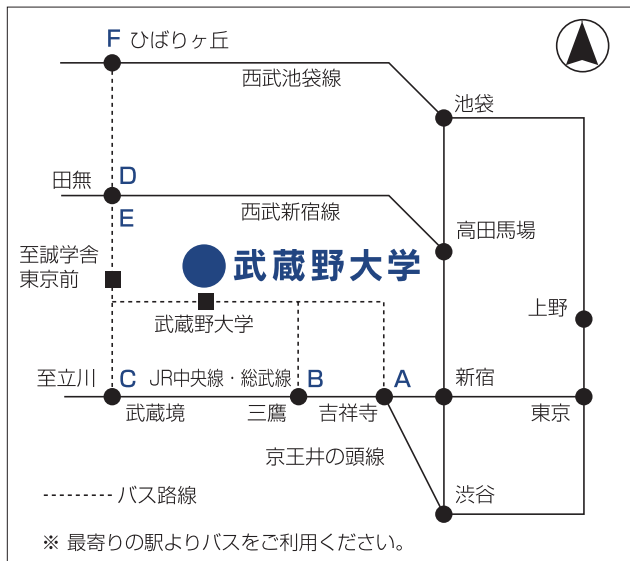 F ひばりヶ丘
西武池袋線
池袋
田無
D
E
西武新宿線
高田馬場
至誠学舎
東京前
武蔵野大学
武蔵野大学
上野
至立川
C
JR中央線・総武線
B
A
新宿
武蔵境
三鷹
吉祥寺
東京
京王井の頭線
バス路線
渋谷
※ 最寄りの駅よりバスをご利用ください。